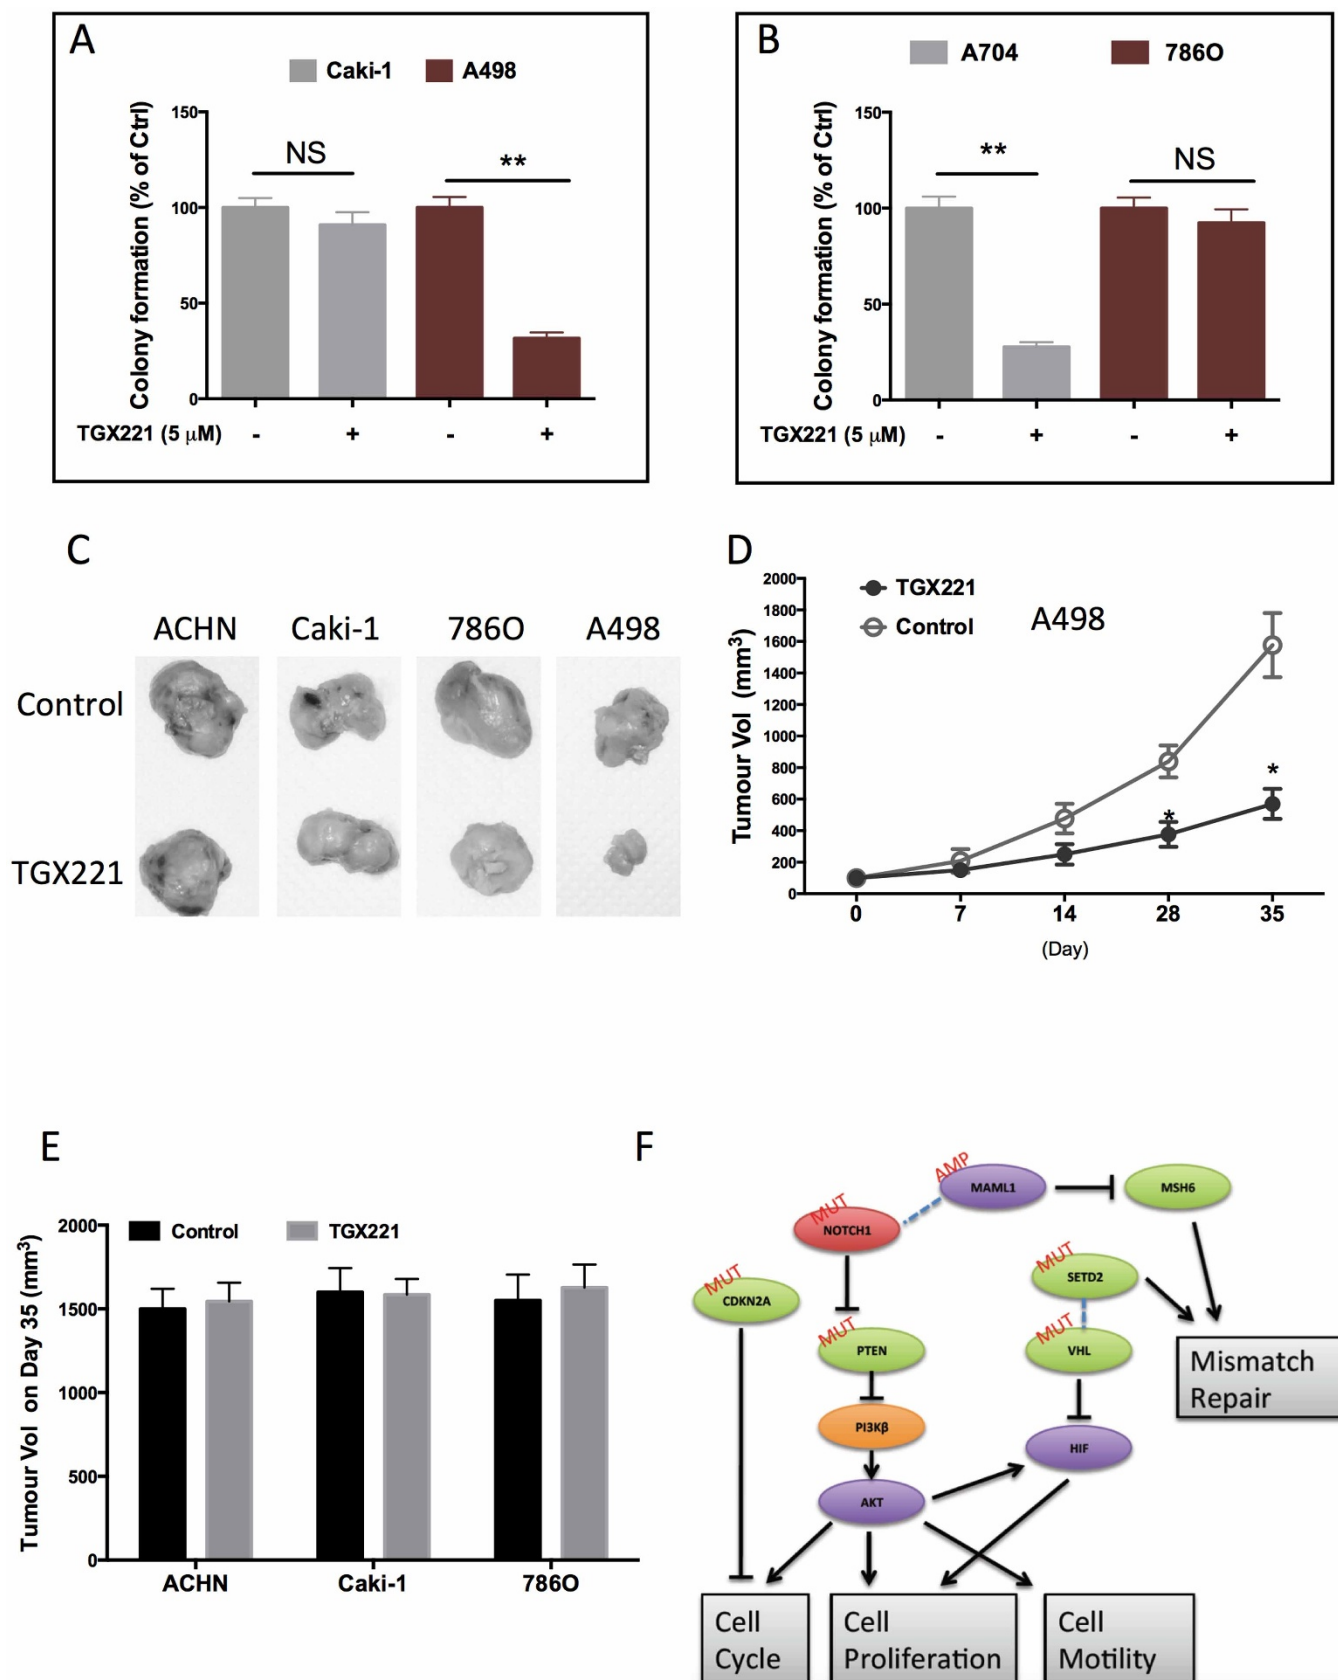 A
Caki-1
A498
Colony formation (% of Ctrl)
150
100
50
0
NS
**
TGX221 (5 μM)
-
+
-
+
B
A704
786O
Colony formation (% of Ctrl)
150
100
50
0
**
NS
TGX221 (5 μM)
-
+
-
+
C
ACHN
Caki-1
786O
A498
Control
TGX221
D
TGX221
Control
A498
Tumour Vol (mm³)
2000
1800
1600
1400
1200
1000
800
600
400
200
0
*
*
0
7
14
28
35
(Day)
E
Control
TGX221
Tumour Vol on Day 35 (mm³)
2000
1500
1000
500
0
ACHN
Caki-1
786O
F
AMP
MAML1
MSH6
MUT
NOTCH1
MUT
SETD2
MUT
CDKN2A
MUT
PTEN
MUT
VHL
Mismatch
Repair
PI3Kβ
HIF
AKT
Cell
Cycle
Cell
Proliferation
Cell
Motility